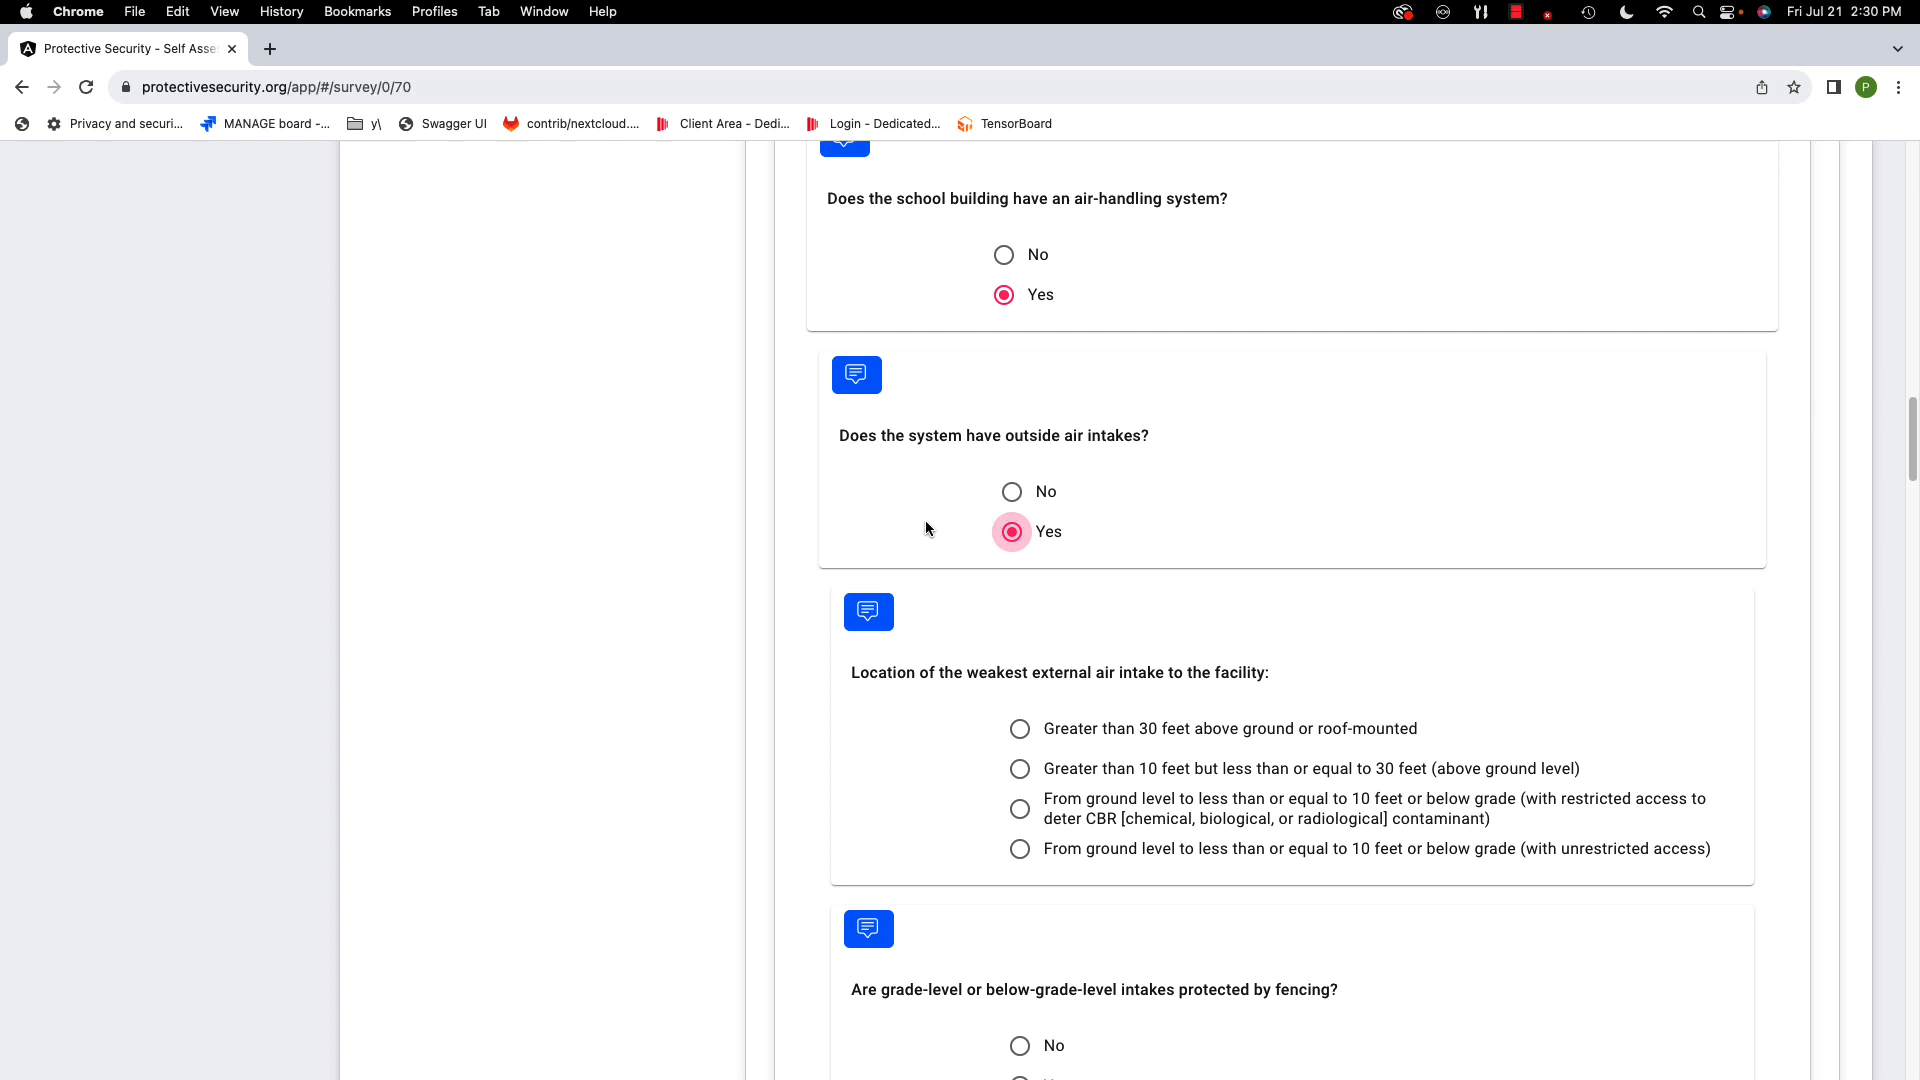 Chrome File Edit View History Bookmarks Profiles Tab Window Help Fri Jul 21 2:30 PM
Protective Security - Self Asse
protectivesecurity.org/app/#/survey/0/70 P
Privacy and securi... MANAGE board -... y\ Swagger UI contrib/nextcloud.... Client Area - Dedi... Login - Dedicated... TensorBoard
Does the school building have an air-handling system?
No
Yes
Does the system have outside air intakes?
No
Yes
Location of the weakest external air intake to the facility:
Greater than 30 feet above ground or roof-mounted
Greater than 10 feet but less than or equal to 30 feet (above ground level)
From ground level to less than or equal to 10 feet or below grade (with restricted access to
deter CBR [chemical, biological, or radiological] contaminant)
From ground level to less than or equal to 10 feet or below grade (with unrestricted access)
Are grade-level or below-grade-level intakes protected by fencing?
No